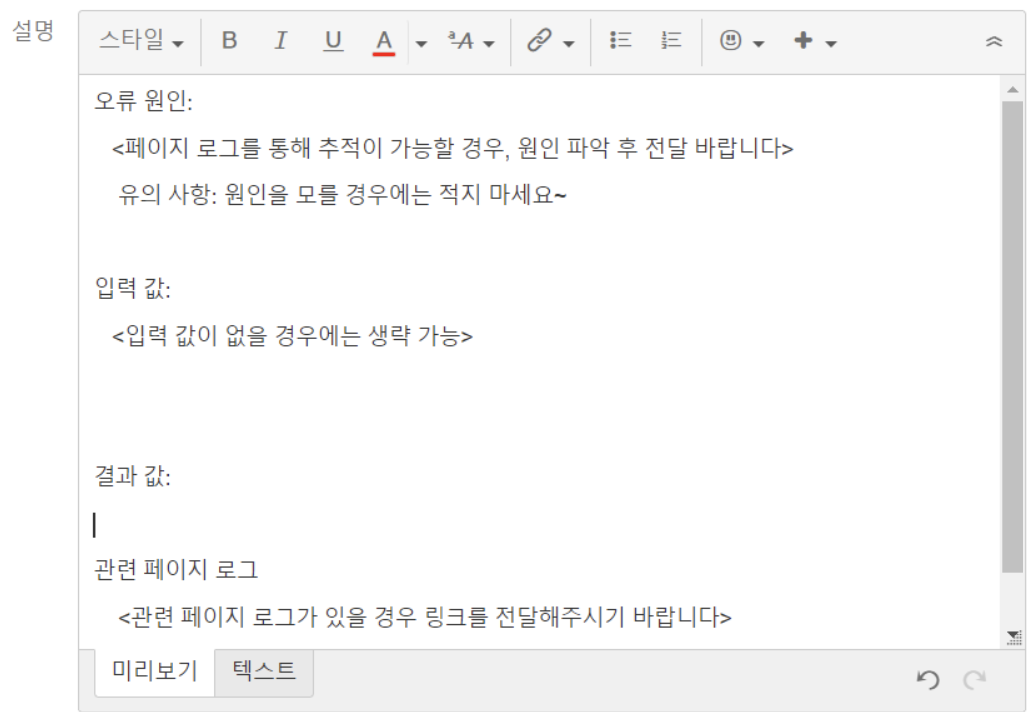 설명
스타일 B I U A ªA
오류 원인:
<페이지 로그를 통해 추적이 가능할 경우, 원인 파악 후 전달 바랍니다>
유의 사항: 원인을 모를 경우에는 적지 마세요~
입력 값:
<입력 값이 없을 경우에는 생략 가능>
결과 값:
관련 페이지 로그
<관련 페이지 로그가 있을 경우 링크를 전달해주시기 바랍니다>
미리보기 텍스트